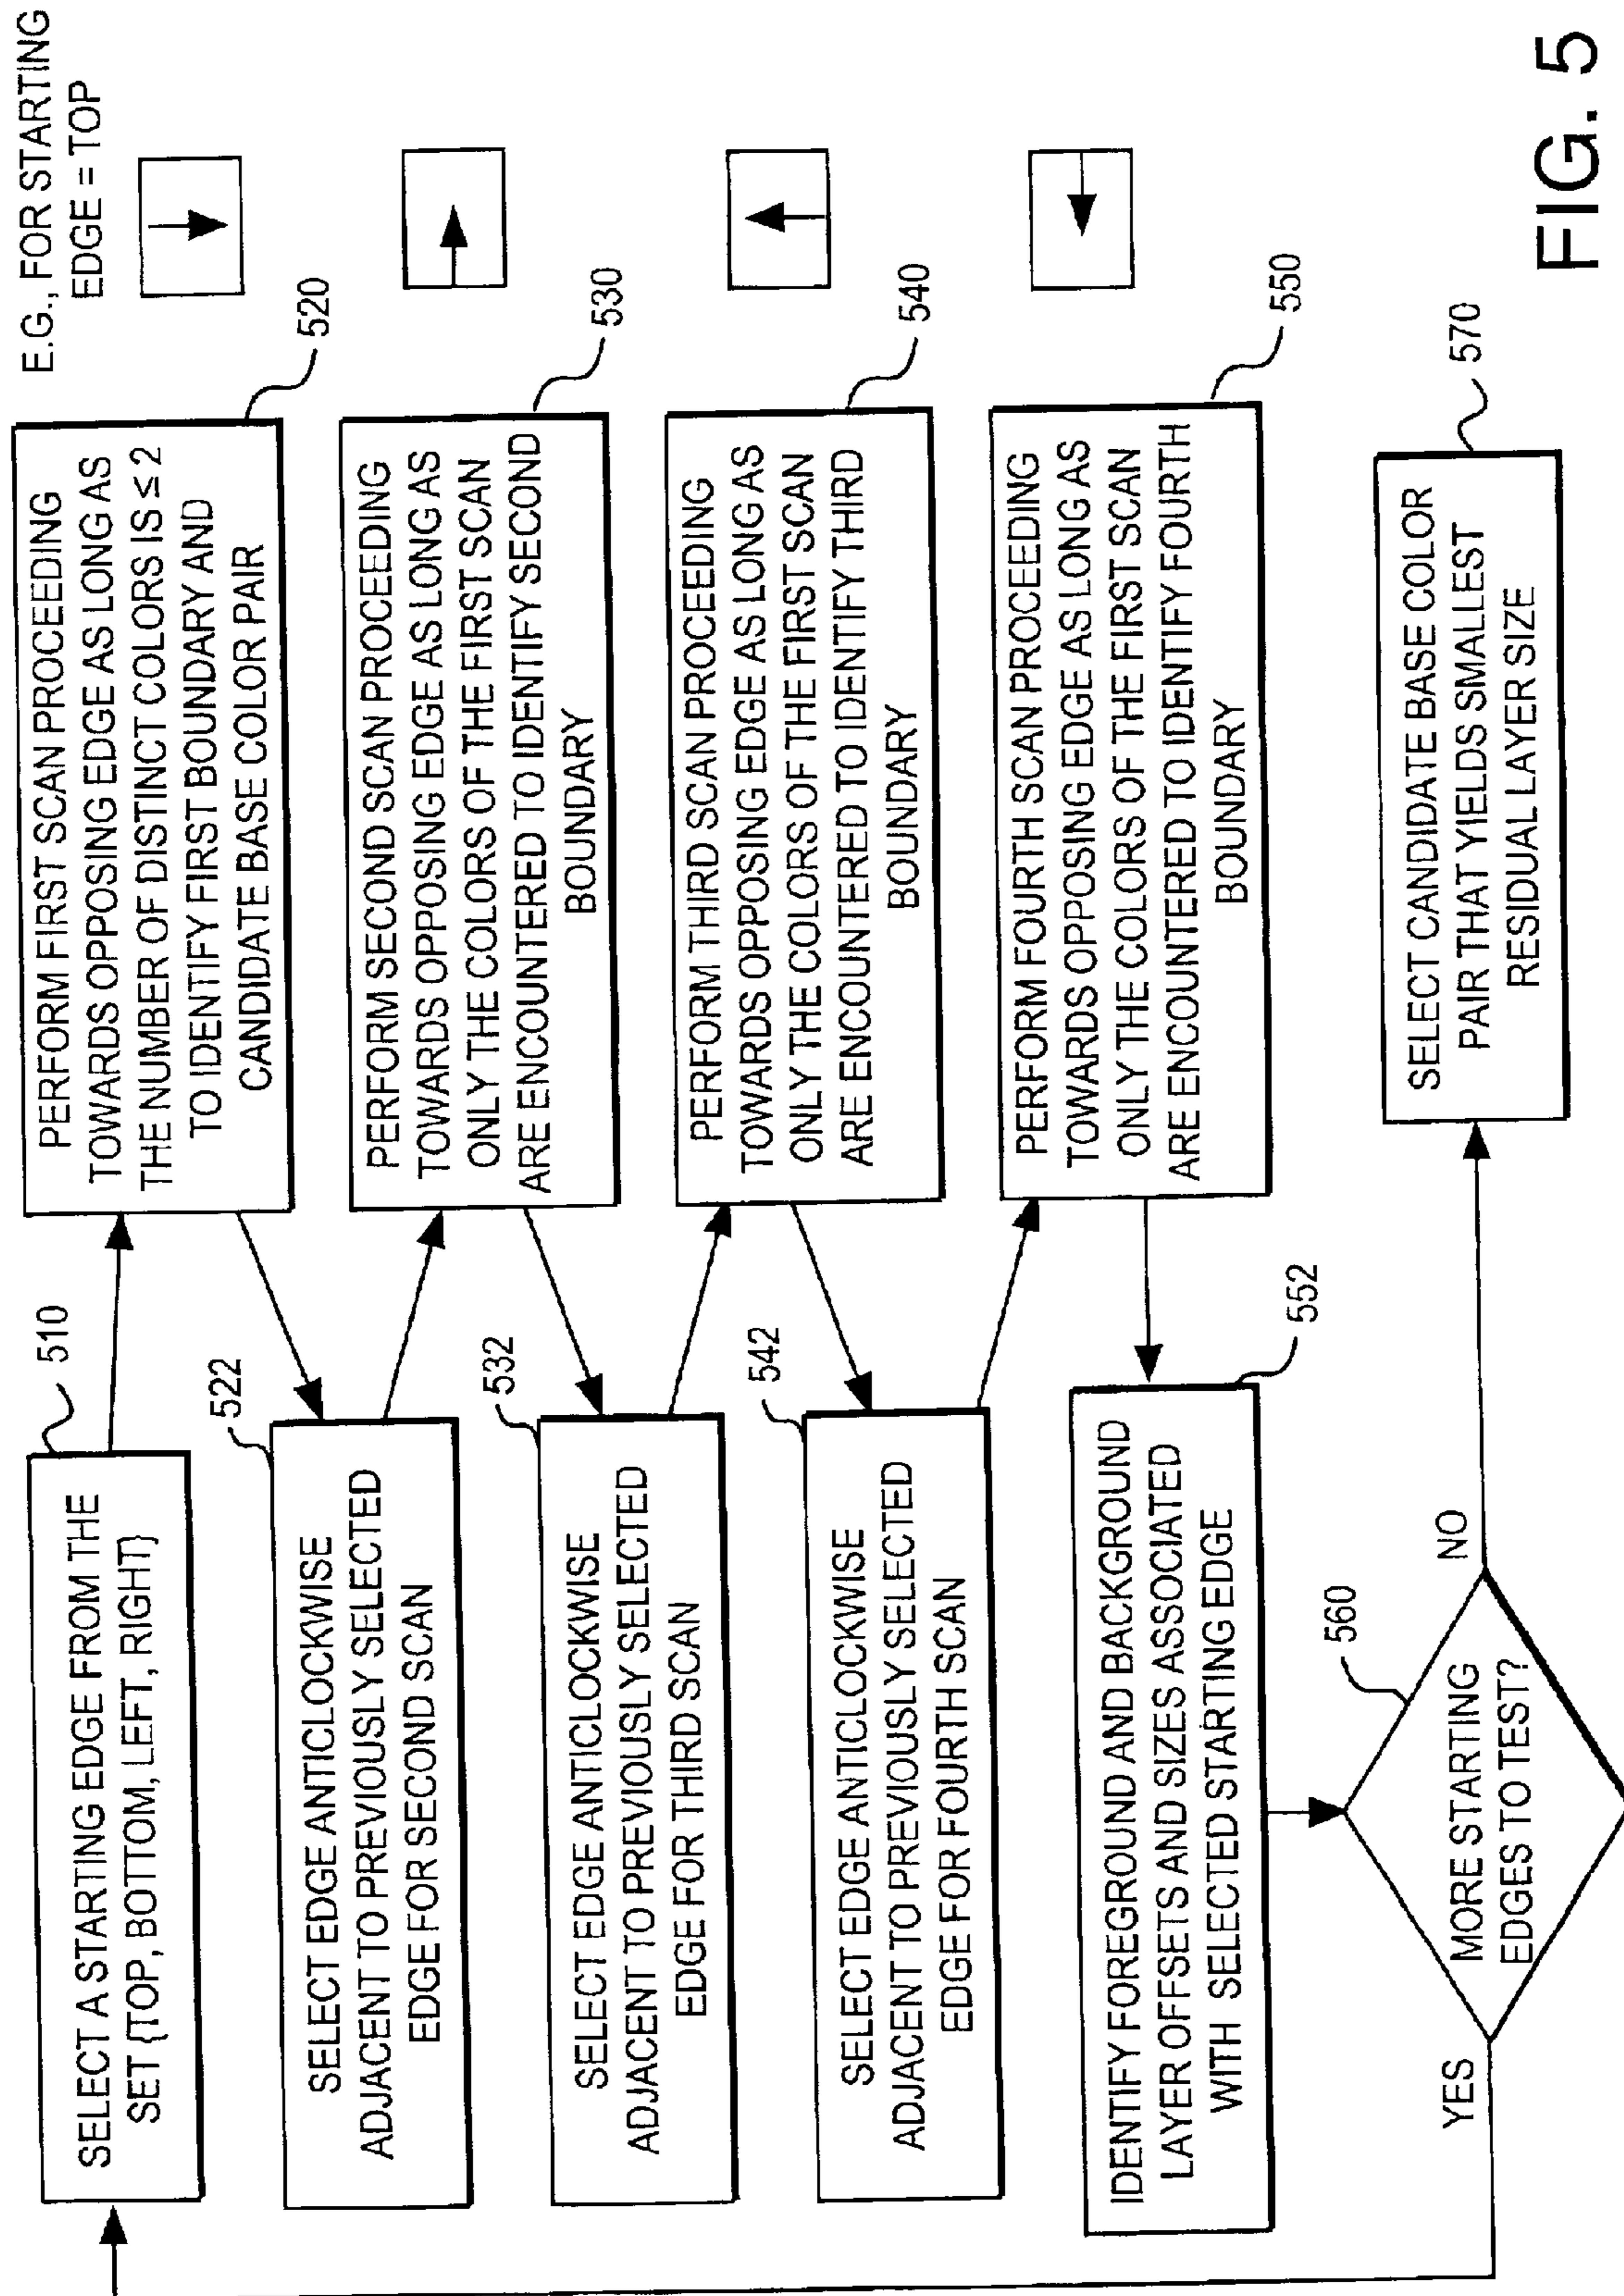 E.G., FOR STARTING
EDGE = TOP
510
SELECT A STARTING EDGE FROM THE
SET {TOP, BOTTOM, LEFT, RIGHT}
520
PERFORM FIRST SCAN PROCEEDING
TOWARDS OPPOSING EDGE AS LONG AS
THE NUMBER OF DISTINCT COLORS IS ≤ 2
TO IDENTIFY FIRST BOUNDARY AND
CANDIDATE BASE COLOR PAIR
522
SELECT EDGE ANTICLOCKWISE
ADJACENT TO PREVIOUSLY SELECTED
EDGE FOR SECOND SCAN
530
PERFORM SECOND SCAN PROCEEDING
TOWARDS OPPOSING EDGE AS LONG AS
ONLY THE COLORS OF THE FIRST SCAN
ARE ENCOUNTERED TO IDENTIFY SECOND
BOUNDARY
532
SELECT EDGE ANTICLOCKWISE
ADJACENT TO PREVIOUSLY SELECTED
EDGE FOR THIRD SCAN
540
PERFORM THIRD SCAN PROCEEDING
TOWARDS OPPOSING EDGE AS LONG AS
ONLY THE COLORS OF THE FIRST SCAN
ARE ENCOUNTERED TO IDENTIFY THIRD
BOUNDARY
542
SELECT EDGE ANTICLOCKWISE
ADJACENT TO PREVIOUSLY SELECTED
EDGE FOR FOURTH SCAN
550
PERFORM FOURTH SCAN PROCEEDING
TOWARDS OPPOSING EDGE AS LONG AS
ONLY THE COLORS OF THE FIRST SCAN
ARE ENCOUNTERED TO IDENTIFY FOURTH
BOUNDARY
552
IDENTIFY FOREGROUND AND BACKGROUND
LAYER OFFSETS AND SIZES ASSOCIATED
WITH SELECTED STARTING EDGE
560
MORE STARTING
EDGES TO TEST?
YES
NO
570
SELECT CANDIDATE BASE COLOR
PAIR THAT YIELDS SMALLEST
RESIDUAL LAYER SIZE
FIG. 5